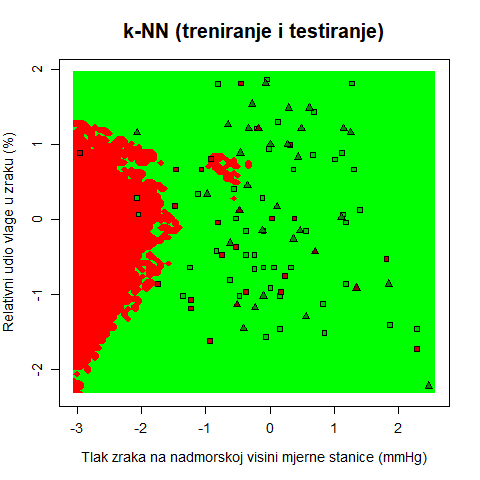 k-NN (treniranje i testiranje)
Relativni udio vlage u zraku (%)
2
1
0
-1
-2
-3 -2 -1 0 1 2
Tlak zraka na nadmorskoj visini mjerne stanice (mmHg)